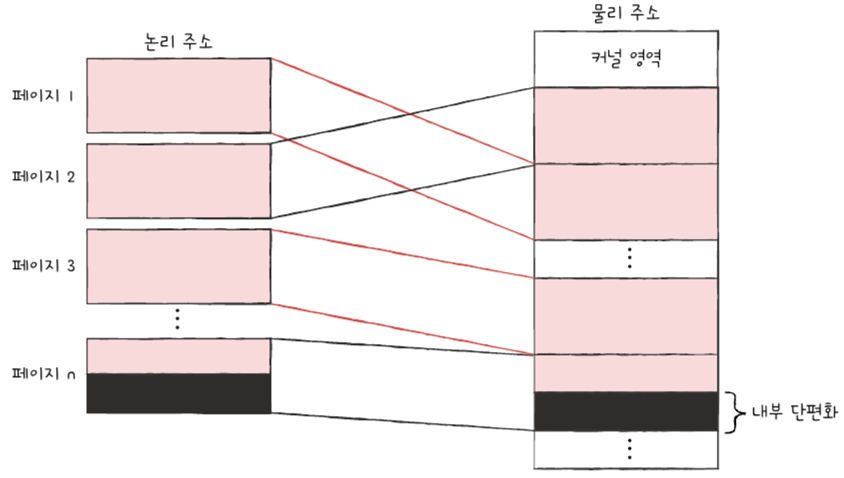 물리 주소
논리 주소
커널 영역
페이지 1
페이지 2
페이지 3
⋮
⋮
페이지 n
내부 단편화
⋮